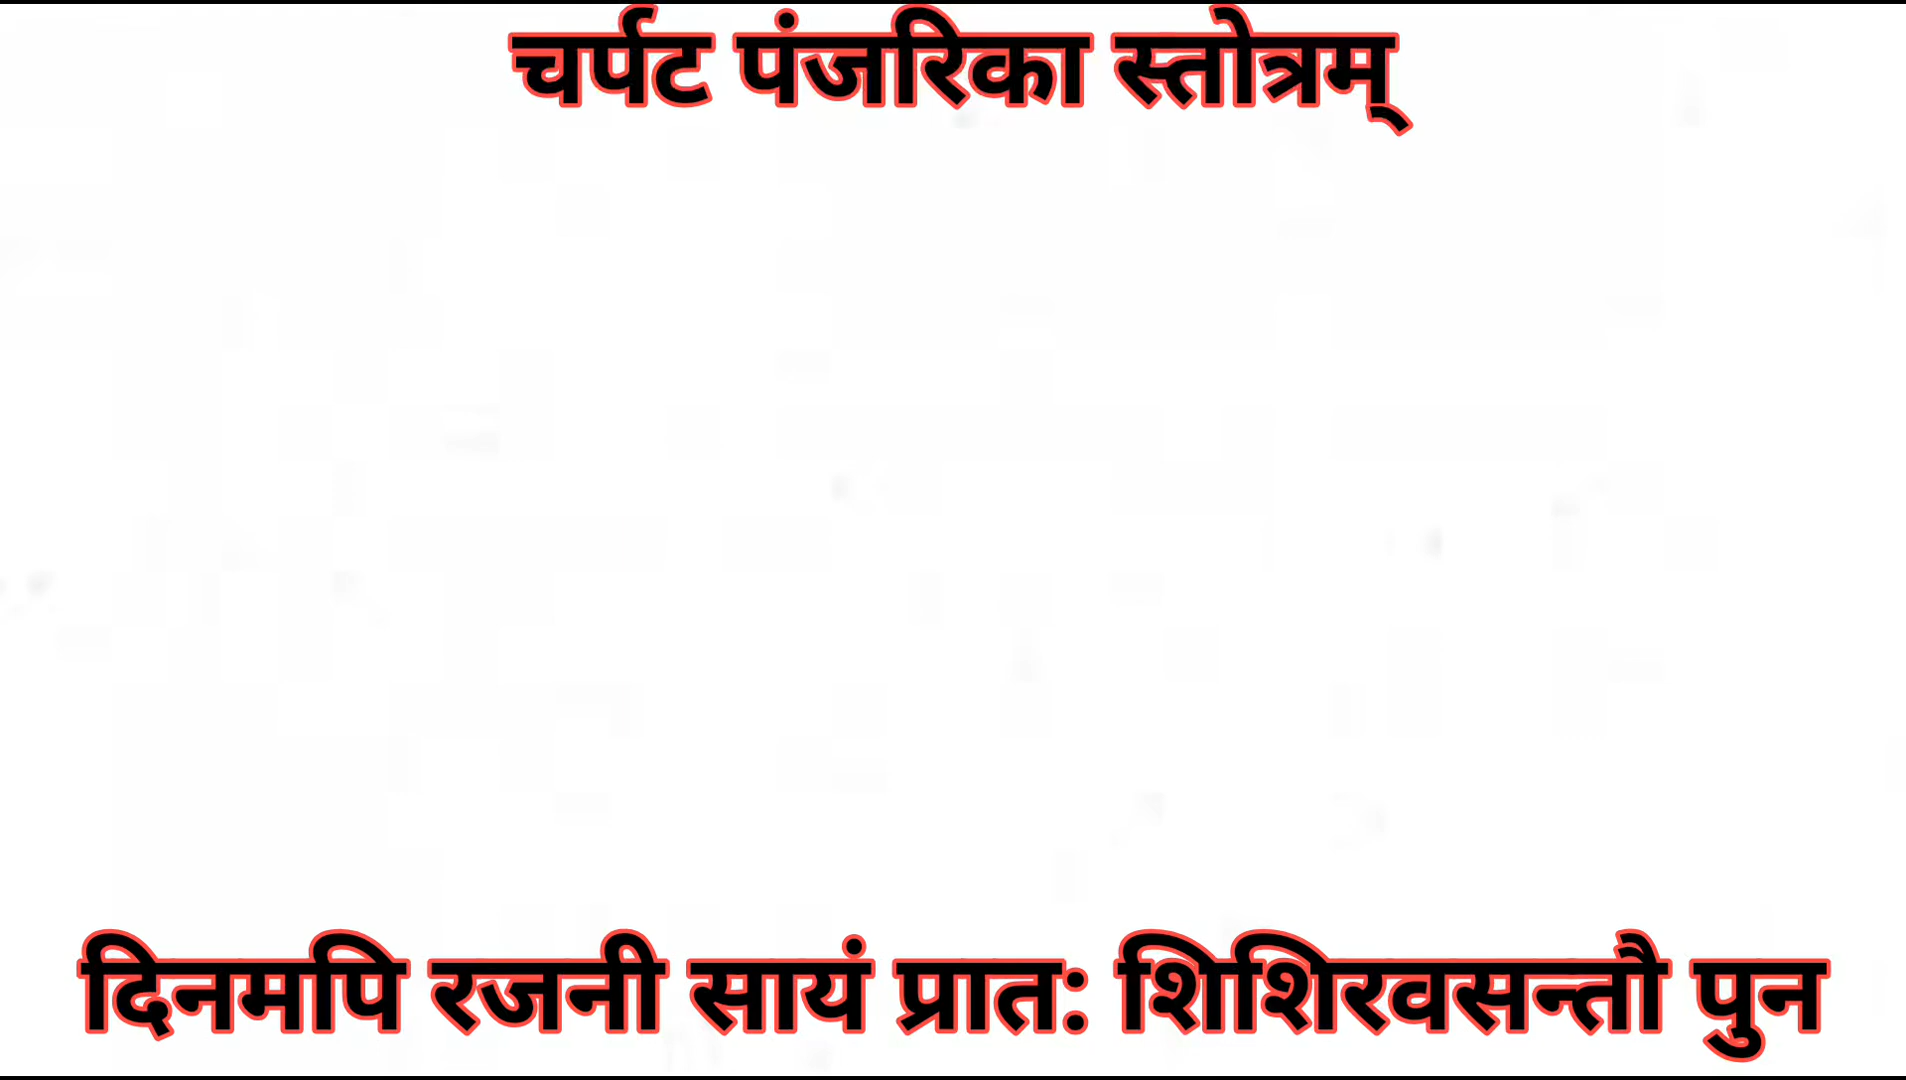 चर्पट पंजरिका स्तोत्रम्
दिनमपि रजनी सायं प्रात: शिशिरवसन्तौ पुन